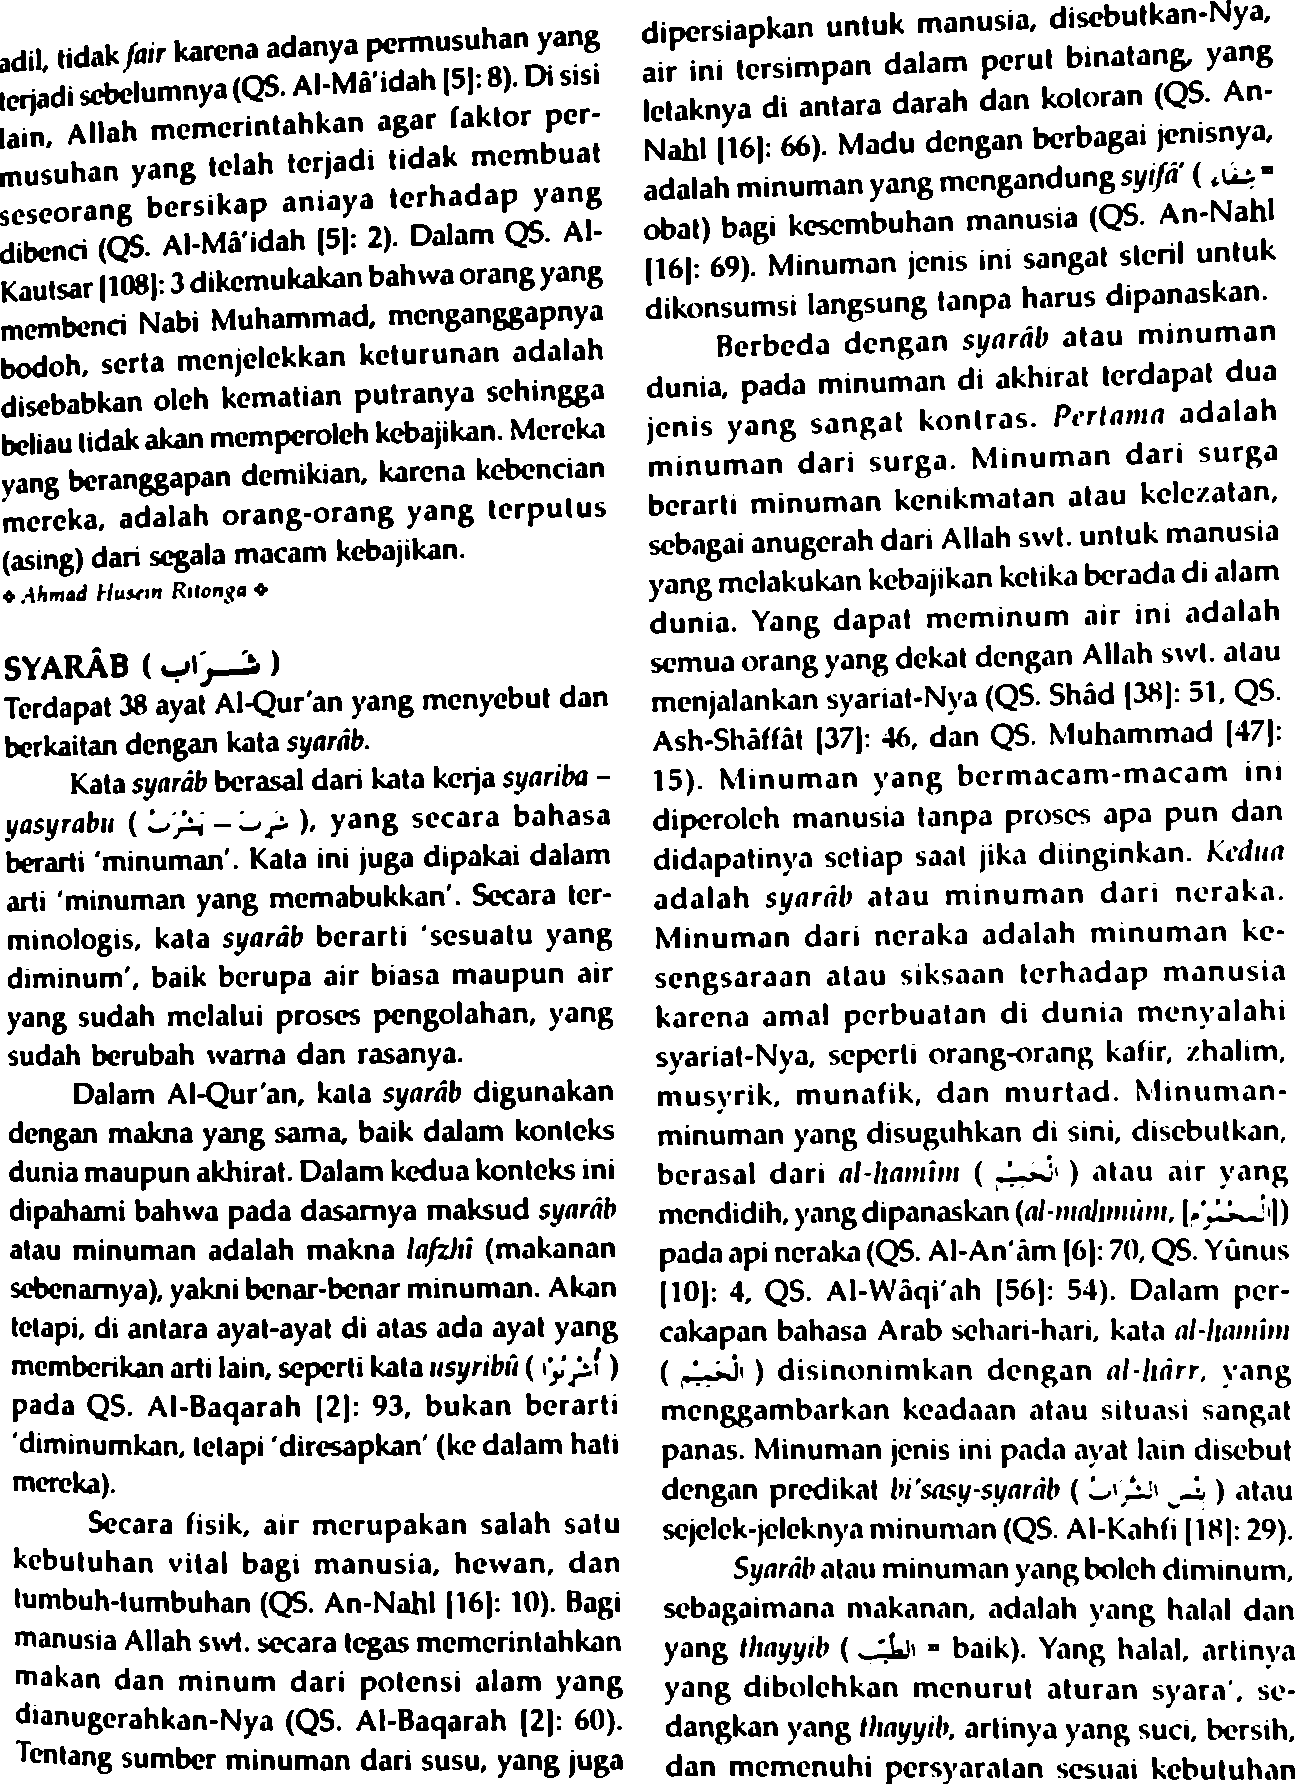 adil, tidak fair karena adanya permusuhan yang
terjadi sebelumnya (QS. Al-Mâ'idah [5]: 8). Di sisi
lain, Allah memerintahkan agar faktor per-
musuhan yang telah terjadi tidak membuat
seseorang bersikap aniaya terhadap yang
dibenci (QS. Al-Mâ'idah [5]: 2). Dalam QS. Al-
Kautsar [108]: 3 dikemukakan bahwa orang yang
membenci Nabi Muhammad, menganggapnya
bodoh, serta menjelekkan keturunan adalah
disebabkan oleh kematian putranya sehingga
beliau tidak akan memperoleh kebajikan. Mereka
yang beranggapan demikian, karena kebencian
mereka, adalah orang-orang yang terputus
(asing) dari segala macam kebajikan.
❖ Ahmad Husein Ritonga ❖
SYARÂB ( شَــرَاب )
Terdapat 38 ayat Al-Qur'an yang menyebut dan
berkaitan dengan kata syarâb.
Kata syarâb berasal dari kata kerja syariba –
yasyrabu ( شَرِبَ – يَشْرَبُ ), yang secara bahasa
berarti 'minuman'. Kata ini juga dipakai dalam
arti 'minuman yang memabukkan'. Secara ter-
minologis, kata syarâb berarti 'sesuatu yang
diminum', baik berupa air biasa maupun air
yang sudah melalui proses pengolahan, yang
sudah berubah warna dan rasanya.
Dalam Al-Qur'an, kata syarâb digunakan
dengan makna yang sama, baik dalam konteks
dunia maupun akhirat. Dalam kedua konteks ini
dipahami bahwa pada dasarnya maksud syarâb
atau minuman adalah makna lafzhî (makanan
sebenarnya), yakni benar-benar minuman. Akan
tetapi, di antara ayat-ayat di atas ada ayat yang
memberikan arti lain, seperti kata usyribû ( أُشْرِبُوا )
pada QS. Al-Baqarah [2]: 93, bukan berarti
'diminumkan, tetapi 'diresapkan' (ke dalam hati
mereka).
Secara fisik, air merupakan salah satu
kebutuhan vital bagi manusia, hewan, dan
tumbuh-tumbuhan (QS. An-Nahl [16]: 10). Bagi
manusia Allah swt. secara tegas memerintahkan
makan dan minum dari potensi alam yang
dianugerahkan-Nya (QS. Al-Baqarah [2]: 60).
Tentang sumber minuman dari susu, yang juga
dipersiapkan untuk manusia, disebutkan-Nya,
air ini tersimpan dalam perut binatang, yang
letaknya di antara darah dan kotoran (QS. An-
Nahl [16]: 66). Madu dengan berbagai jenisnya,
adalah minuman yang mengandung syifâ' ( شِفَاء =
obat) bagi kesembuhan manusia (QS. An-Nahl
[16]: 69). Minuman jenis ini sangat steril untuk
dikonsumsi langsung tanpa harus dipanaskan.
Berbeda dengan syarâb atau minuman
dunia, pada minuman di akhirat terdapat dua
jenis yang sangat kontras. Pertama adalah
minuman dari surga. Minuman dari surga
berarti minuman kenikmatan atau kelezatan,
sebagai anugerah dari Allah swt. untuk manusia
yang melakukan kebajikan ketika berada di alam
dunia. Yang dapat meminum air ini adalah
semua orang yang dekat dengan Allah swt. atau
menjalankan syariat-Nya (QS. Shâd [38]: 51, QS.
Ash-Shâffât [37]: 46, dan QS. Muhammad [47]:
15). Minuman yang bermacam-macam ini
diperoleh manusia tanpa proses apa pun dan
didapatinya setiap saat jika diinginkan. Kedua
adalah syarâb atau minuman dari neraka.
Minuman dari neraka adalah minuman ke-
sengsaraan atau siksaan terhadap manusia
karena amal perbuatan di dunia menyalahi
syariat-Nya, seperti orang-orang kafir, zhalim,
musyrik, munafik, dan murtad. Minuman-
minuman yang disuguhkan di sini, disebutkan,
berasal dari al-hamîm ( الْحَمِيْمُ ) atau air yang
mendidih, yang dipanaskan (al-mahmûm, [الْمَحْمُوْمُ])
pada api neraka (QS. Al-An'âm [6]: 70, QS. Yûnus
[10]: 4, QS. Al-Wâqi'ah [56]: 54). Dalam per-
cakapan bahasa Arab sehari-hari, kata al-hamîm
( الْحَمِيْمُ ) disinonimkan dengan al-hârr, yang
menggambarkan keadaan atau situasi sangat
panas. Minuman jenis ini pada ayat lain disebut
dengan predikat bi'sasy-syarâb ( بِئْسَ الشَّرَابُ ) atau
sejelek-jeleknya minuman (QS. Al-Kahfi [18]: 29).
Syarâb atau minuman yang boleh diminum,
sebagaimana makanan, adalah yang halal dan
yang thayyib ( الطَّيِّبُ = baik). Yang halal, artinya
yang dibolehkan menurut aturan syara', se-
dangkan yang thayyib, artinya yang suci, bersih,
dan memenuhi persyaratan sesuai kebutuhan